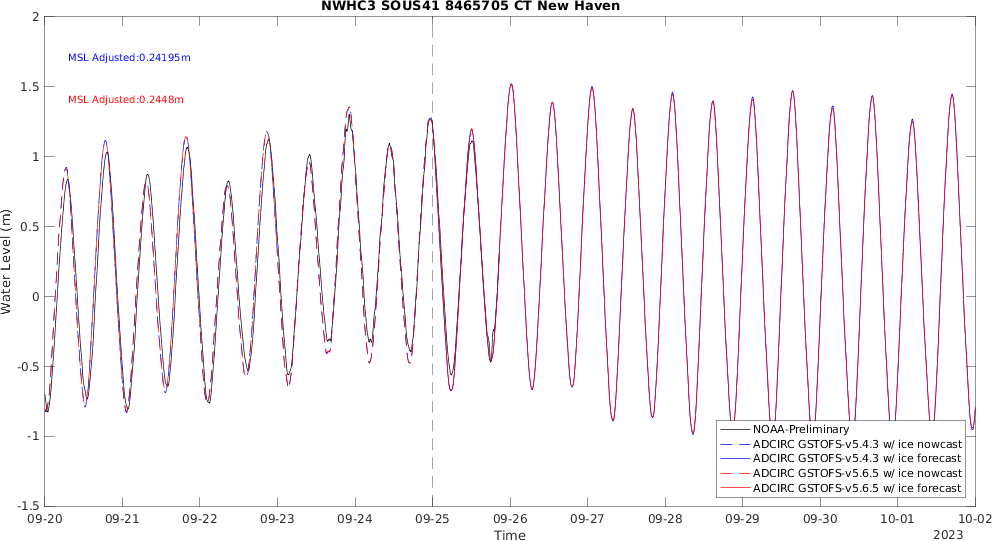 NWHC3 SOUS41 8465705 CT New Haven
MSL Adjusted:0.24195m
MSL Adjusted:0.2448m
Water Level (m)
2
1.5
1
0.5
0
-0.5
-1
-1.5
NOAA-Preliminary
ADCIRC GSTOFS-v5.4.3 w/ ice nowcast
ADCIRC GSTOFS-v5.4.3 w/ ice forecast
ADCIRC GSTOFS-v5.6.5 w/ ice nowcast
ADCIRC GSTOFS-v5.6.5 w/ ice forecast
09-20 09-21 09-22 09-23 09-24 09-25 09-26 09-27 09-28 09-29 09-30 10-01 10-02
Time
2023